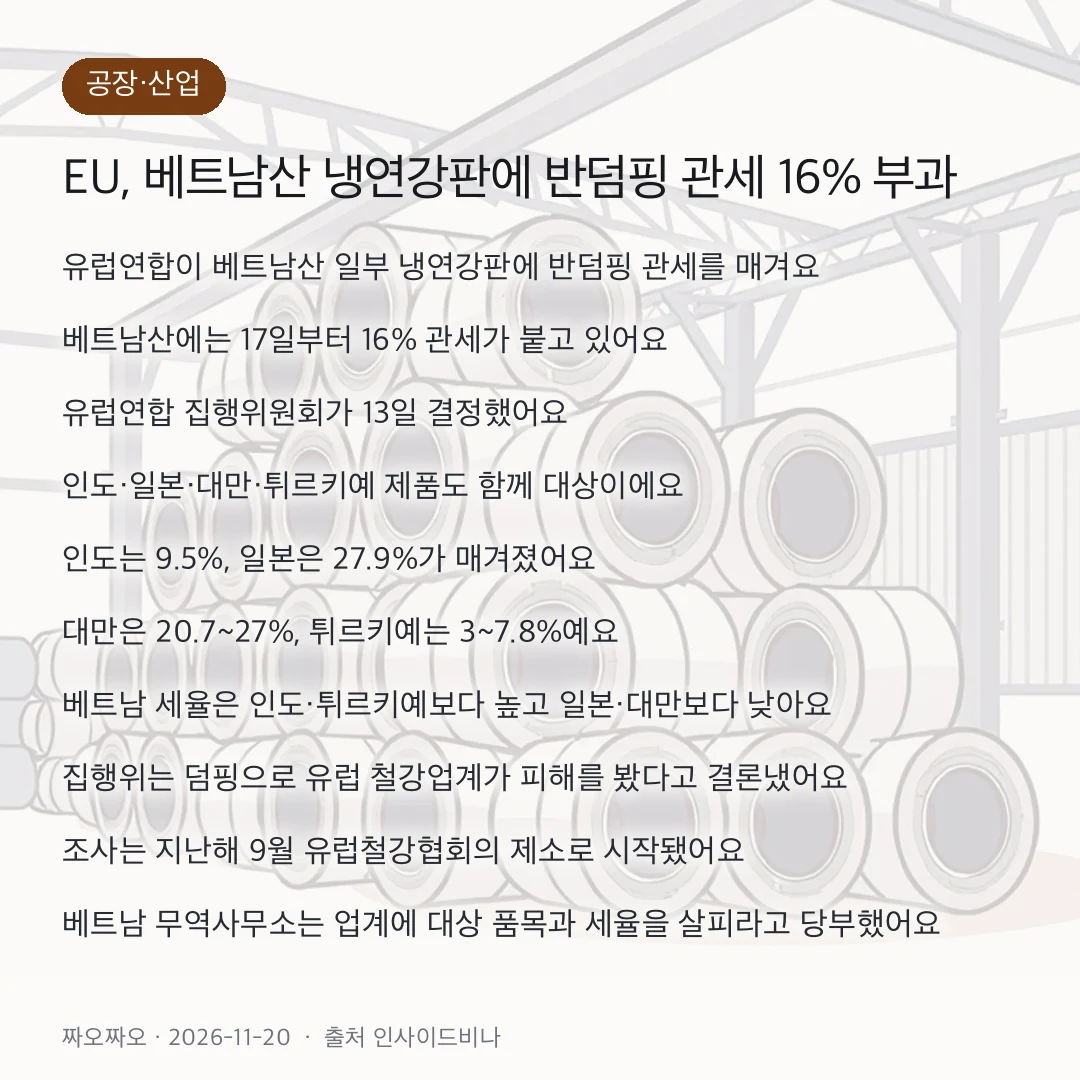 공장·산업
EU, 베트남산 냉연강판에 반덤핑 관세 16% 부과
유럽연합이 베트남산 일부 냉연강판에 반덤핑 관세를 매겨요
베트남산에는 17일부터 16% 관세가 붙고 있어요
유럽연합 집행위원회가 13일 결정했어요
인도·일본·대만·튀르키예 제품도 함께 대상이에요
인도는 9.5%, 일본은 27.9%가 매겨졌어요
대만은 20.7~27%, 튀르키예는 3~7.8%예요
베트남 세율은 인도·튀르키예보다 높고 일본·대만보다 낮아요
집행위는 덤핑으로 유럽 철강업계가 피해를 봤다고 결론냈어요
조사는 지난해 9월 유럽철강협회의 제소로 시작됐어요
베트남 무역사무소는 업계에 대상 품목과 세율을 살피라고 당부했어요
짜오짜오 · 2026-11-20 · 출처 인사이드비나